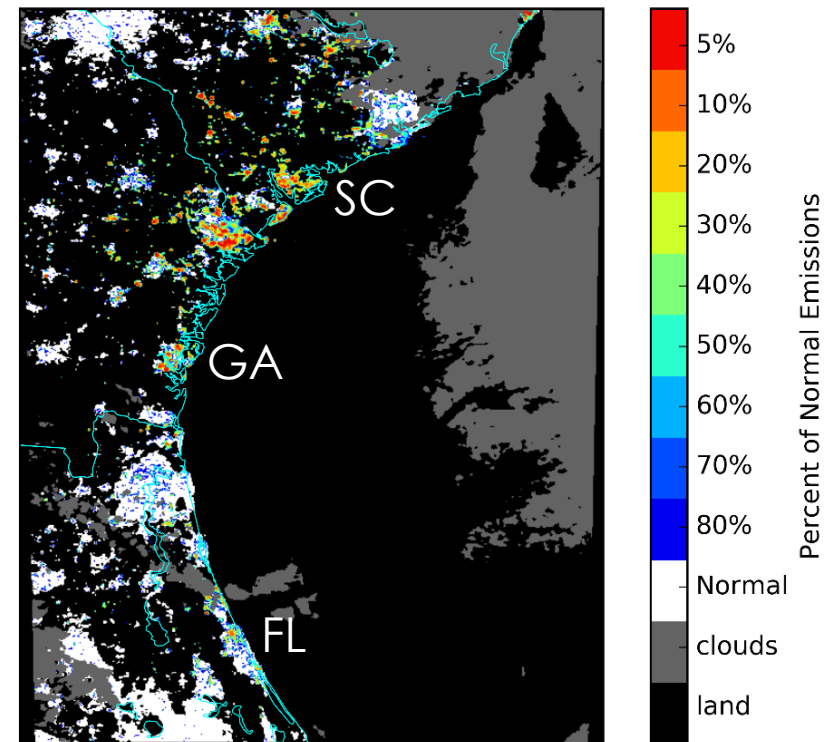 SC
GA
FL
5%
10%
20%
30%
40%
50%
60%
70%
80%
Normal
clouds
land
Percent of Normal Emissions